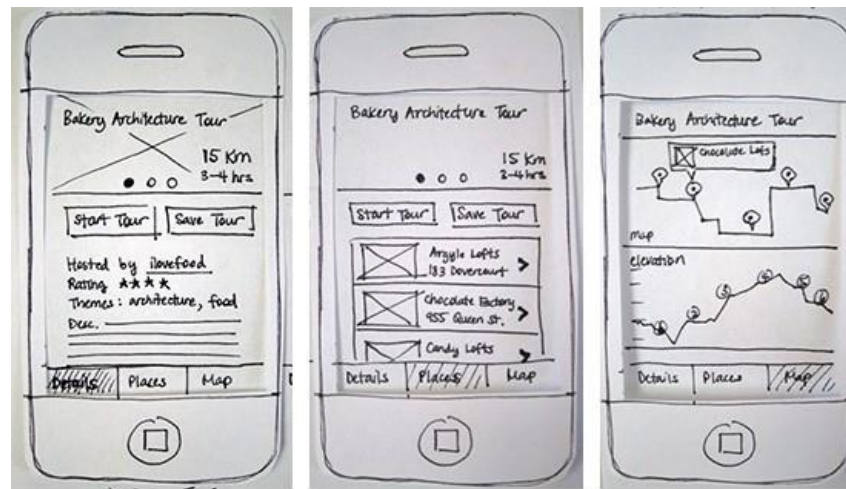 Bakery Architecture Tour
15 Km
3-4 hrs
Start Tour Save Tour
Hosted by ilovefood
Rating ★★★★
Themes: architecture, food
Desc.
Details Places Map
Bakery Architecture Tour
15 Km
3-4 hrs
Start Tour Save Tour
Argyle Lofts
183 Dovercourt
Chocolate Factory
955 Queen St.
Candy Lofts
Details Places Map
Bakery Architecture Tour
Chocolate Lofts
map
elevation
Details Places Map